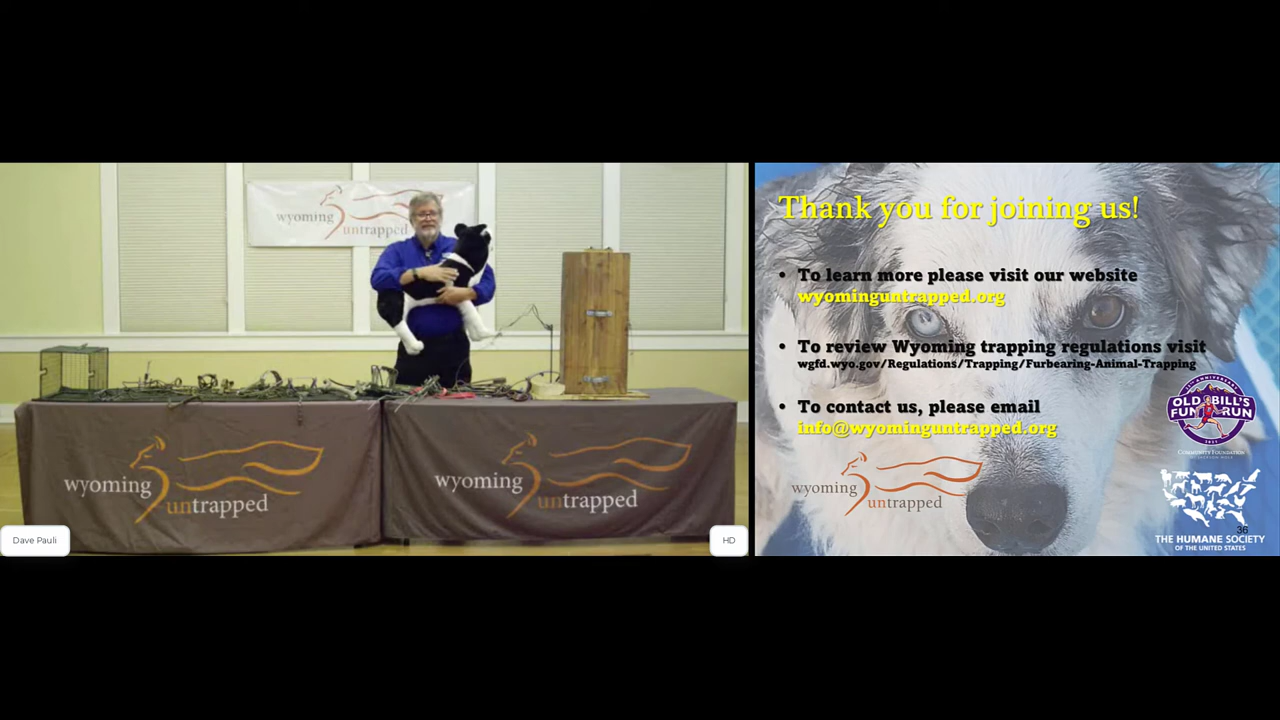 wyoming
untrapped
wyoming
untrapped
wyoming
untrapped
Dave Pauli
HD
Thank you for joining us!
• To learn more please visit our website
wyominguntrapped.org
• To review Wyoming trapping regulations visit
wgfd.wyo.gov/Regulations/Trapping/Furbearing-Animal-Trapping
• To contact us, please email
info@wyominguntrapped.org
wyoming
untrapped
OLD BILL'S
FUN RUN
COMMUNITY FOUNDATION
36
THE HUMANE SOCIETY
OF THE UNITED STATES